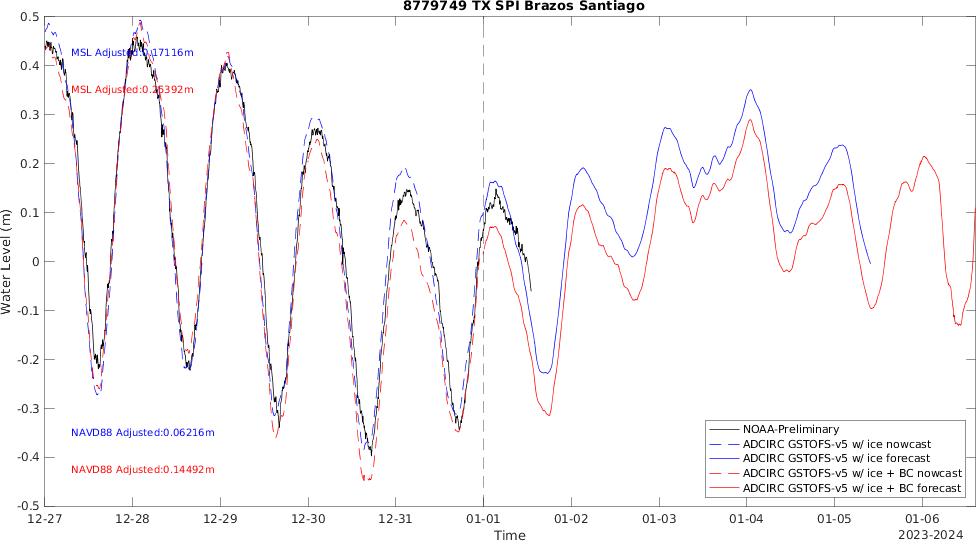 8779749 TX SPI Brazos Santiago
0.5
0.4
0.3
0.2
0.1
0
-0.1
-0.2
-0.3
-0.4
-0.5
Water Level (m)
MSL Adjusted:0.17116m
MSL Adjusted:0.25392m
NAVD88 Adjusted:0.06216m
NAVD88 Adjusted:0.14492m
NOAA-Preliminary
ADCIRC GSTOFS-v5 w/ ice nowcast
ADCIRC GSTOFS-v5 w/ ice forecast
ADCIRC GSTOFS-v5 w/ ice + BC nowcast
ADCIRC GSTOFS-v5 w/ ice + BC forecast
12-27 12-28 12-29 12-30 12-31 01-01 01-02 01-03 01-04 01-05 01-06
Time
2023-2024